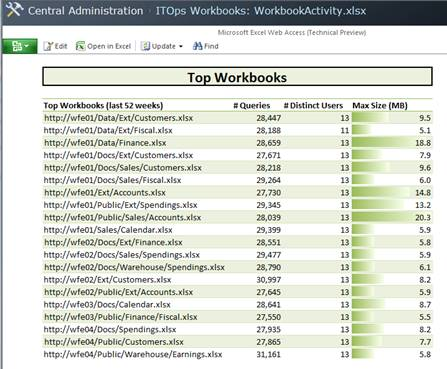 Central Administration ▸ ITOps Workbooks: WorkbookActivity.xlsx
Microsoft Excel Web Access (Technical Preview)
Edit Open in Excel Update Find
Top Workbooks
Top Workbooks (last 52 weeks) # Queries # Distinct Users Max Size (MB)
http://wfe01/Data/Ext/Customers.xlsx 28,447 13 9.5
http://wfe01/Data/Ext/Fiscal.xlsx 28,188 11 5.1
http://wfe01/Data/Finance.xlsx 28,659 13 18.8
http://wfe01/Docs/Ext/Customers.xlsx 27,671 13 7.9
http://wfe01/Docs/Sales/Customers.xlsx 28,218 13 9.6
http://wfe01/Docs/Sales/Fiscal.xlsx 29,264 13 6.0
http://wfe01/Ext/Accounts.xlsx 27,730 13 14.8
http://wfe01/Public/Ext/Spendings.xlsx 29,345 13 13.2
http://wfe01/Public/Sales/Accounts.xlsx 28,039 13 20.3
http://wfe01/Sales/Calendar.xlsx 29,399 13 5.9
http://wfe02/Docs/Ext/Finance.xlsx 28,551 13 5.8
http://wfe02/Docs/Sales/Spendings.xlsx 29,477 13 5.9
http://wfe02/Docs/Warehouse/Spendings.xlsx 28,790 13 6.1
http://wfe02/Ext/Customers.xlsx 30,997 13 8.2
http://wfe02/Public/Ext/Accounts.xlsx 27,645 13 5.9
http://wfe03/Docs/Calendar.xlsx 28,641 13 8.7
http://wfe03/Public/Finance/Fiscal.xlsx 27,550 13 5.5
http://wfe04/Docs/Spendings.xlsx 27,935 13 8.2
http://wfe04/Public/Customers.xlsx 27,865 13 7.7
http://wfe04/Public/Warehouse/Earnings.xlsx 31,161 13 5.8